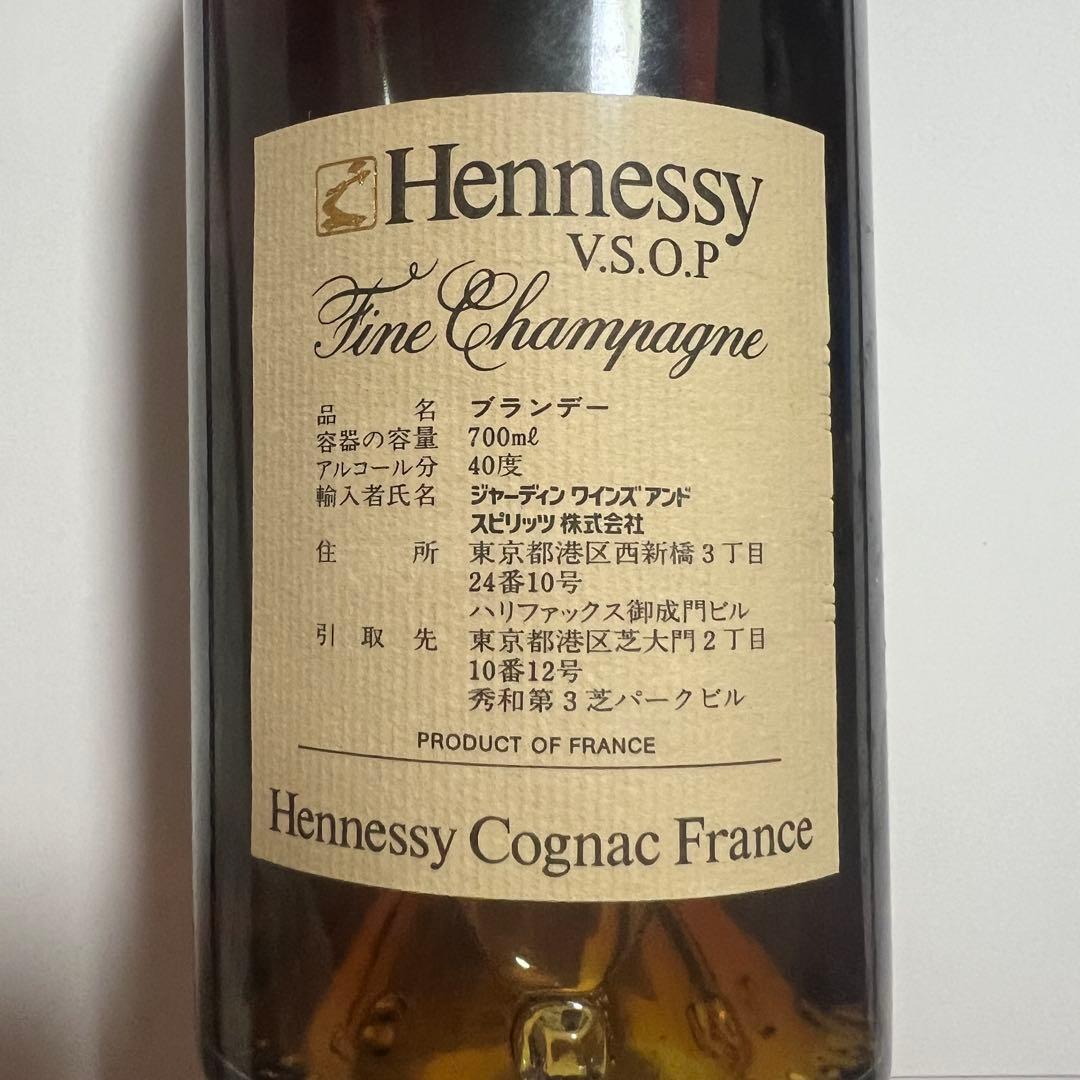 Hennessy
V.S.O.P
Fine Champagne
品名 ブランデー
容器の容量 700mℓ
アルコール分 40度
輸入者氏名 ジャーディン ワインズ アンド
スピリッツ 株式会社
住所 東京都港区西新橋3丁目
24番10号
ハリファックス御成門ビル
引取先 東京都港区芝大門2丁目
10番12号
秀和第3芝パークビル
PRODUCT OF FRANCE
Hennessy Cognac France